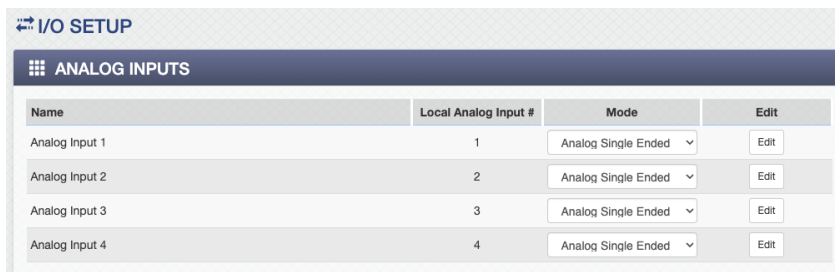 I/O SETUP
ANALOG INPUTS
Name Local Analog Input # Mode Edit
Analog Input 1 1 Analog Single Ended Edit
Analog Input 2 2 Analog Single Ended Edit
Analog Input 3 3 Analog Single Ended Edit
Analog Input 4 4 Analog Single Ended Edit